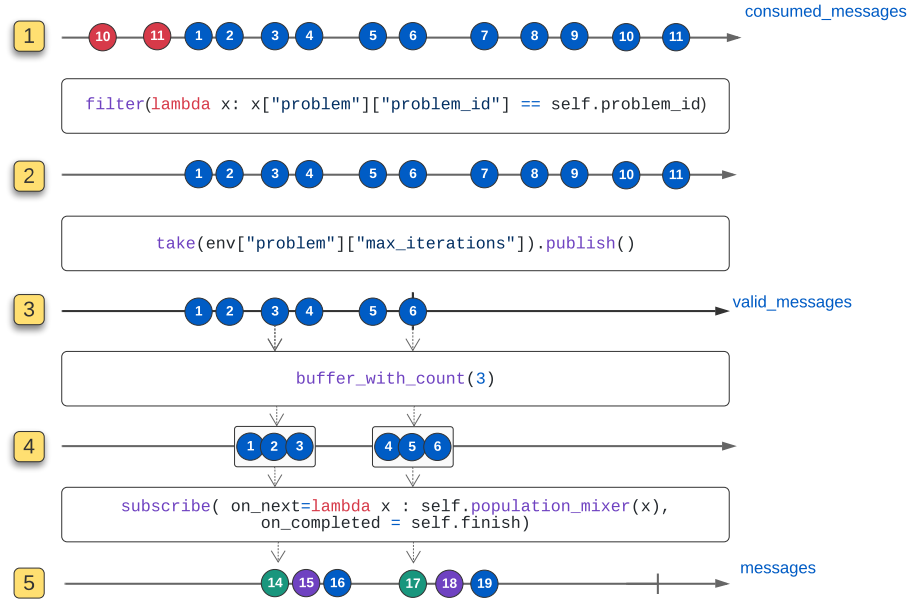 consumed_messages
1
10 11 1 2 3 4 5 6 7 8 9 10 11
filter(lambda x: x["problem"]["problem_id"] == self.problem_id)
2
1 2 3 4 5 6 7 8 9 10 11
take(env["problem"]["max_iterations"]).publish()
3
1 2 3 4 5 6
valid_messages
buffer_with_count(3)
4
1 2 3 4 5 6
subscribe( on_next=lambda x : self.population_mixer(x),
on_completed = self.finish)
5
14 15 16 17 18 19
messages